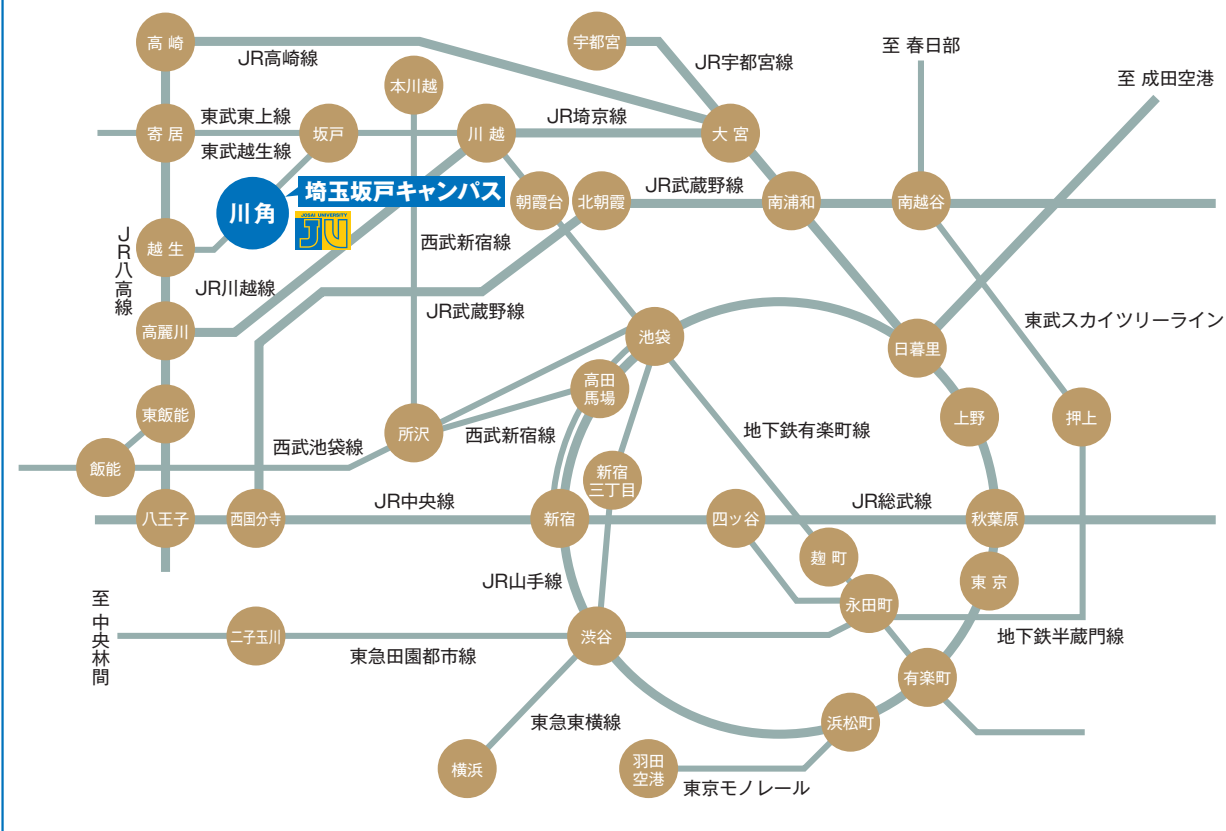 高崎
宇都宮
至 春日部
JR高崎線
JR宇都宮線
至 成田空港
本川越
東武東上線
JR埼京線
寄居
坂戸
川越
大宮
東武越生線
埼玉坂戸キャンパス
JR武蔵野線
川角
朝霞台
北朝霞
南浦和
南越谷
JOSAI UNIVERSITY
JU
越生
西武新宿線
JR八高線
JR川越線
JR武蔵野線
東武スカイツリーライン
高麗川
池袋
日暮里
高田
馬場
東飯能
所沢
西武新宿線
地下鉄有楽町線
上野
押上
西武池袋線
飯能
新宿
三丁目
JR中央線
JR総武線
八王子
西国分寺
新宿
四ッ谷
秋葉原
麹町
JR山手線
東京
至 中央林間
永田町
二子玉川
渋谷
地下鉄半蔵門線
東急田園都市線
有楽町
東急東横線
浜松町
横浜
羽田
空港
東京モノレール